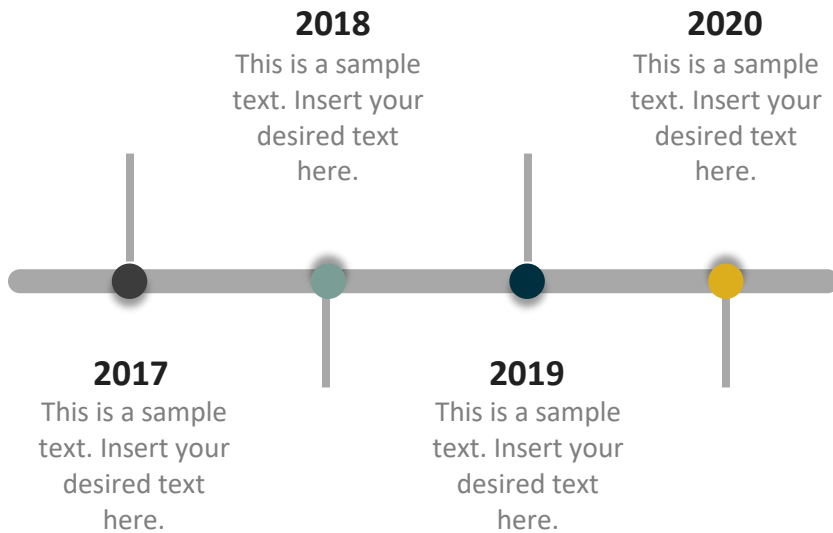 2018
This is a sample
text. Insert your
desired text
here.
2020
This is a sample
text. Insert your
desired text
here.
2017
This is a sample
text. Insert your
desired text
here.
2019
This is a sample
text. Insert your
desired text
here.